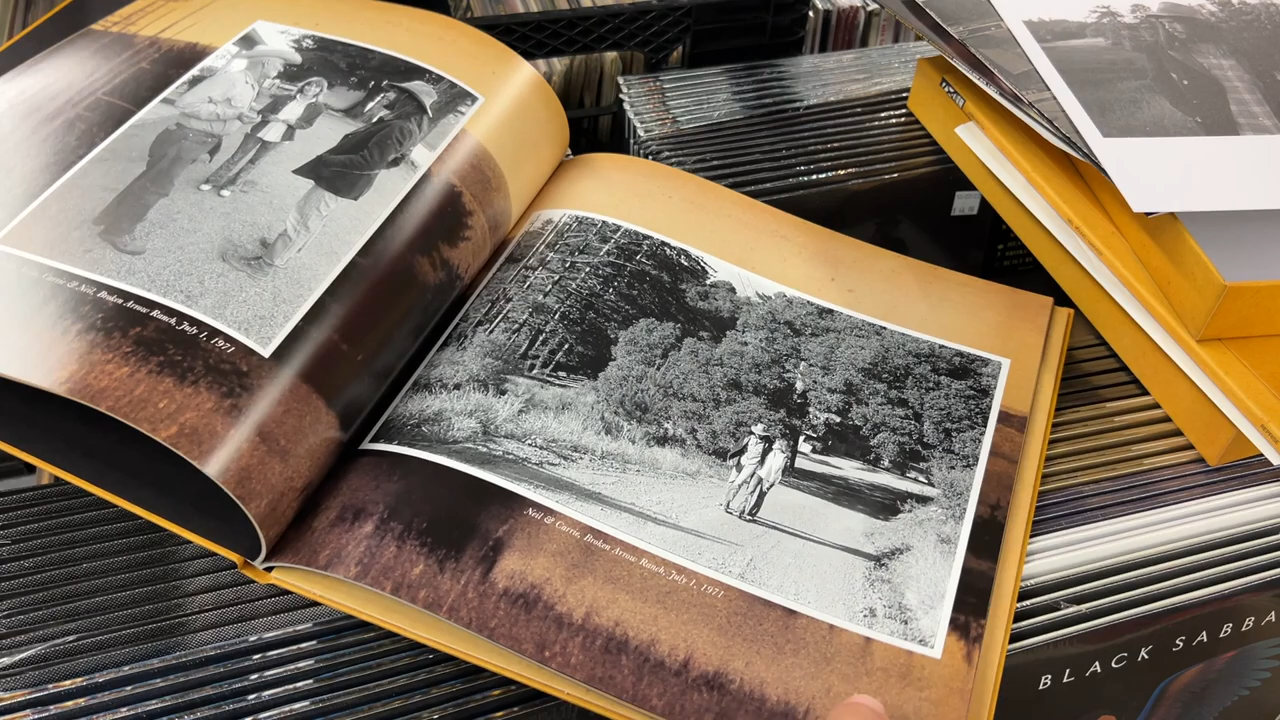 Carrie & Neil, Broken Arrow Ranch, July 1, 1971
Neil & Carrie, Broken Arrow Ranch, July 1, 1971
BLACK SABBA